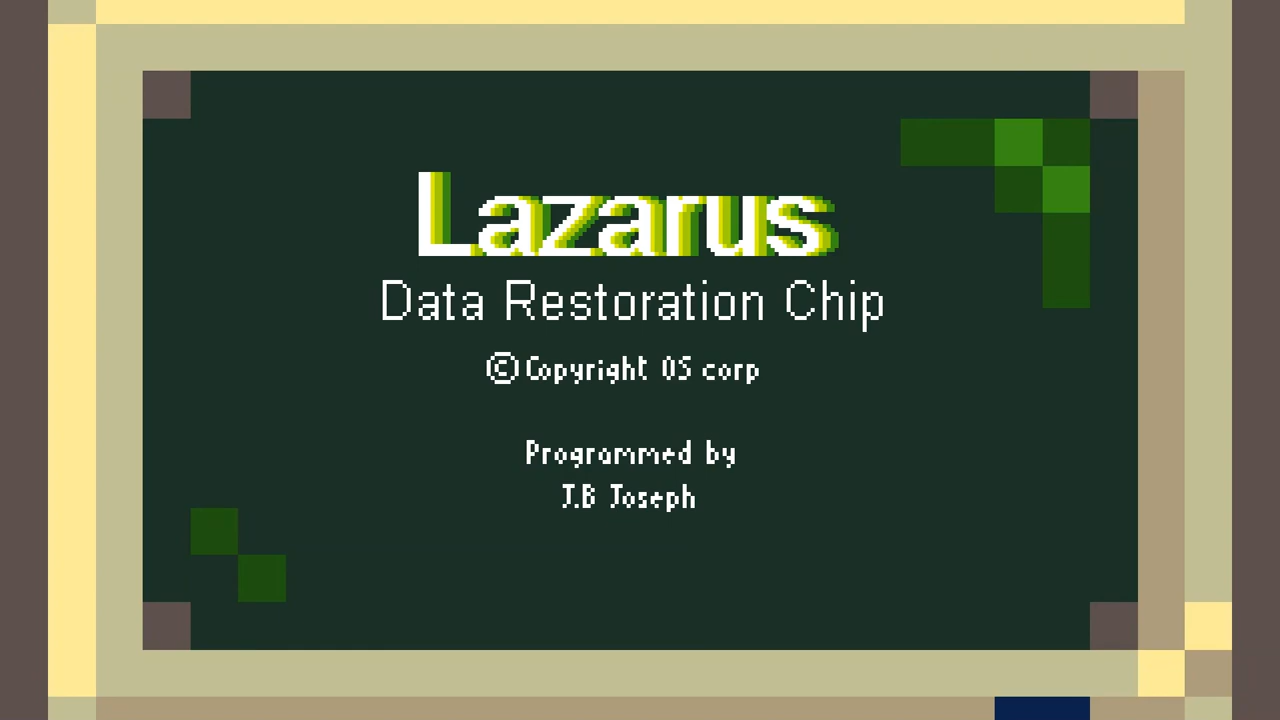 Lazarus
Data Restoration Chip
©Copyright OS corp
Programmed by
J.B Joseph